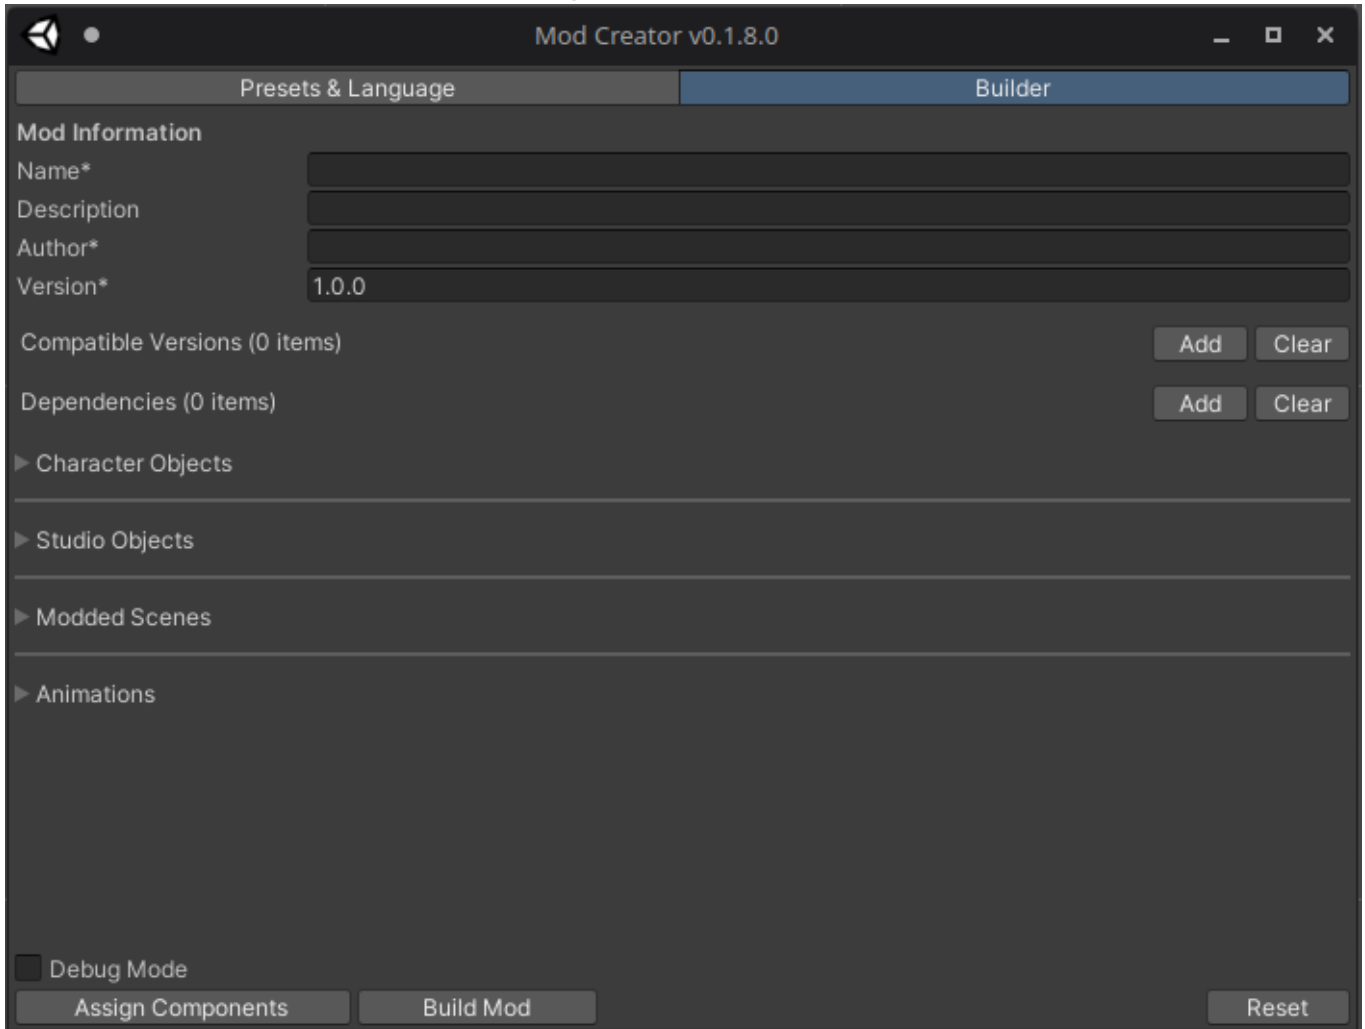 Mod Creator v0.1.8.0
Presets & Language Builder
Mod Information
Name*
Description
Author*
Version* 1.0.0
Compatible Versions (0 items) Add Clear
Dependencies (0 items) Add Clear
Character Objects
Studio Objects
Modded Scenes
Animations
Debug Mode
Assign Components Build Mod Reset